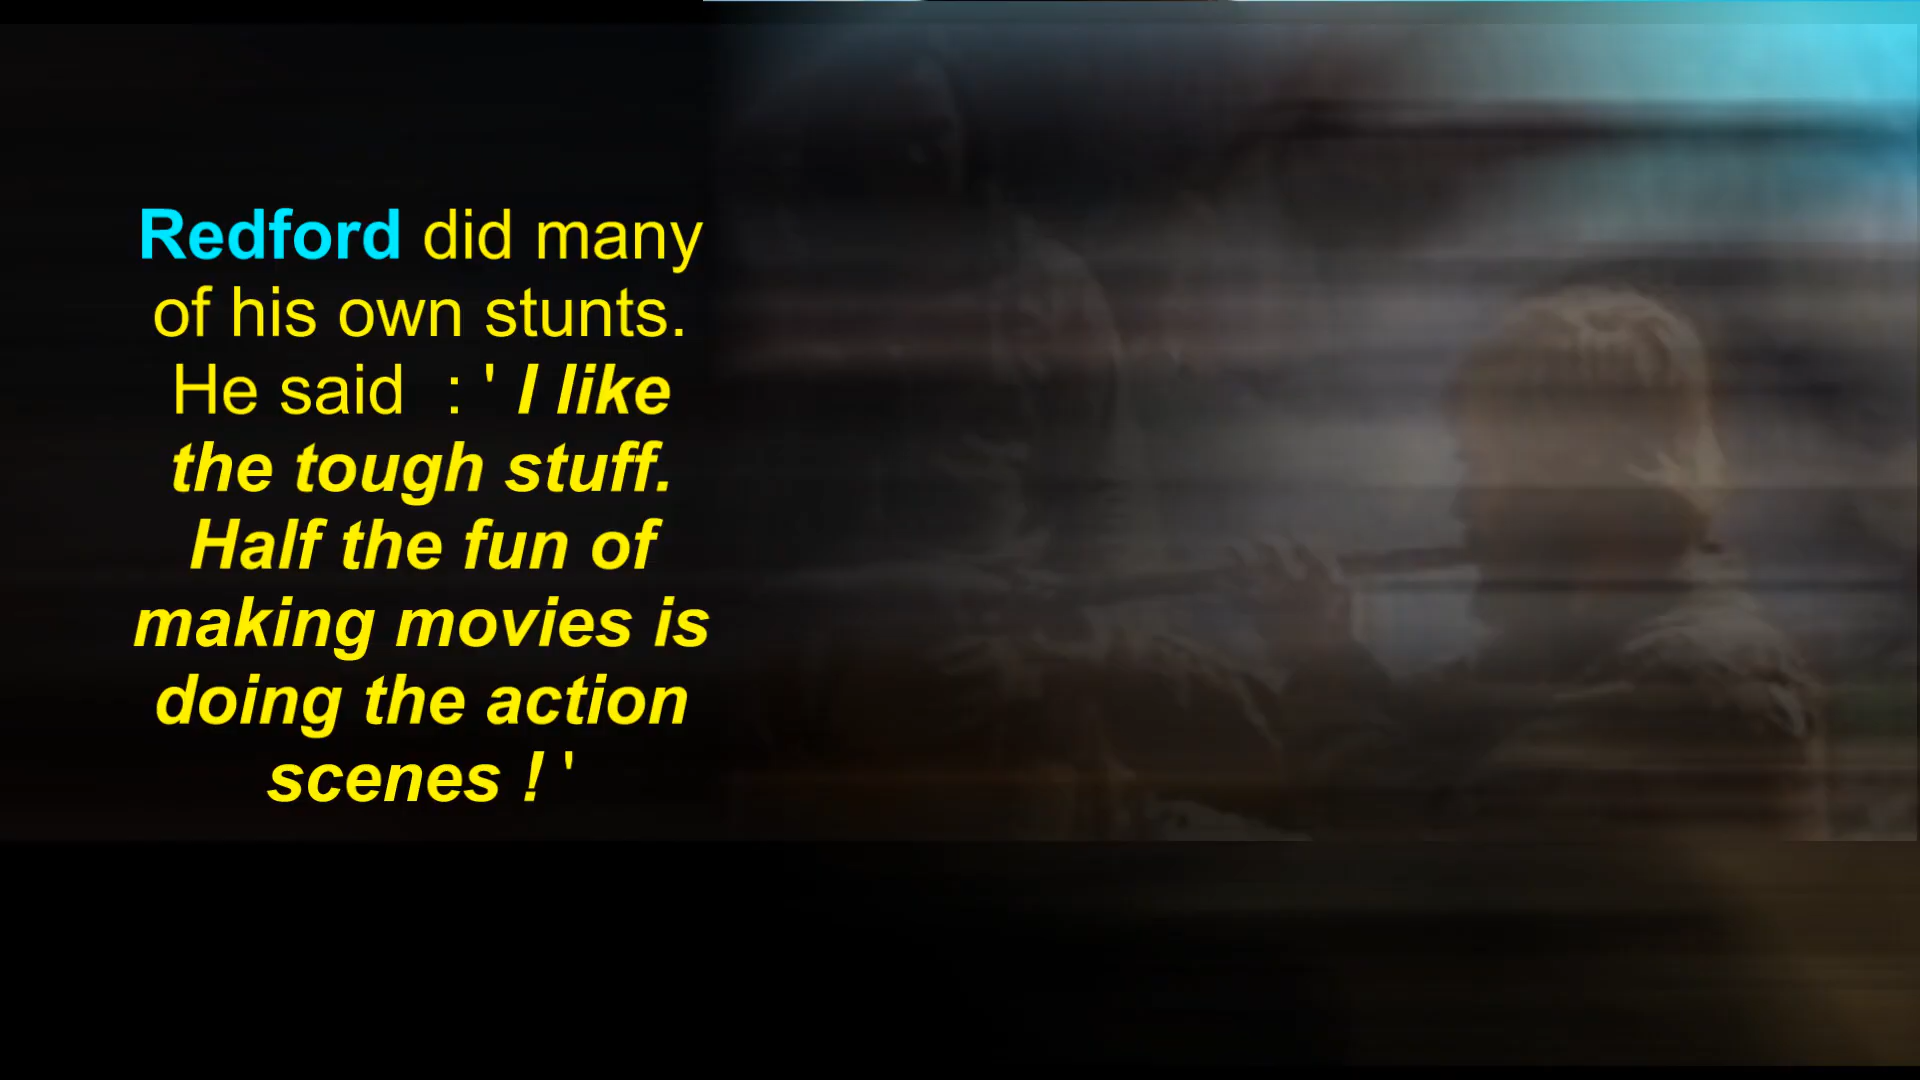 Redford did many
of his own stunts.
He said  : ' I like
the tough stuff.
Half the fun of
making movies is
doing the action
scenes ! '